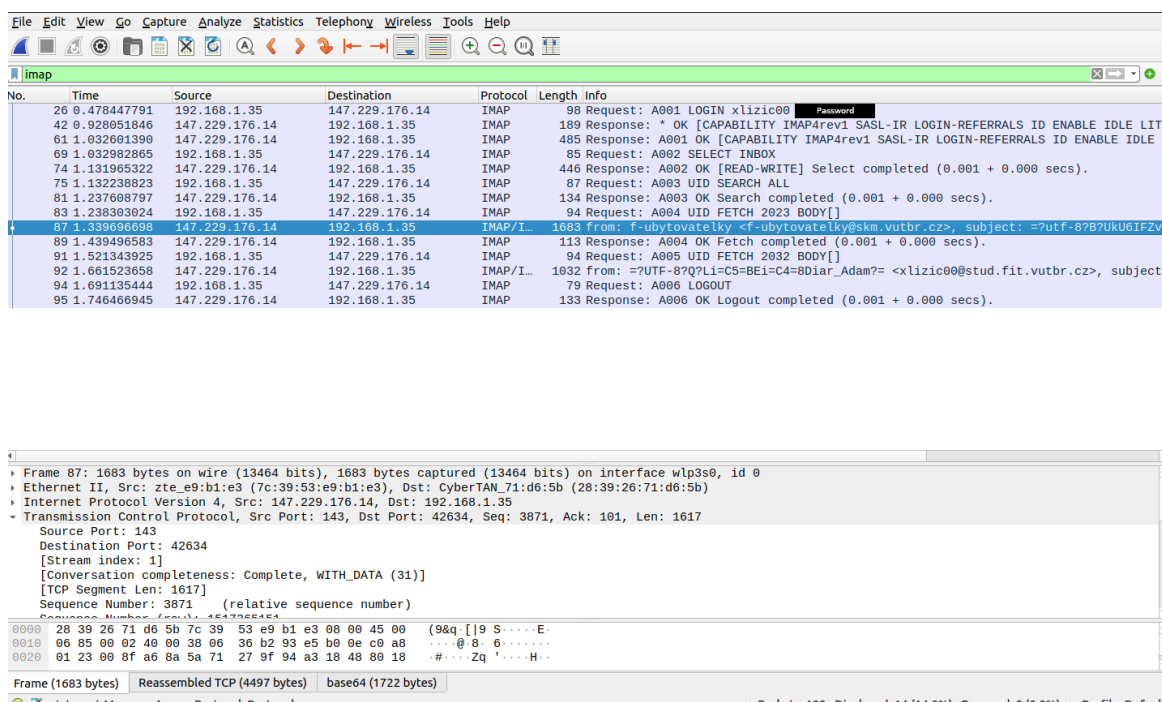 File Edit View Go Capture Analyze Statistics Telephony Wireless Tools Help
imap
No. Time Source Destination Protocol Length Info
26 0.478447791 192.168.1.35 147.229.176.14 IMAP 98 Request: A001 LOGIN xlizic00 Password
42 0.928051846 147.229.176.14 192.168.1.35 IMAP 189 Response: * OK [CAPABILITY IMAP4rev1 SASL-IR LOGIN-REFERRALS ID ENABLE IDLE LIT
61 1.032601390 147.229.176.14 192.168.1.35 IMAP 485 Response: A001 OK [CAPABILITY IMAP4rev1 SASL-IR LOGIN-REFERRALS ID ENABLE IDLE
69 1.032982865 192.168.1.35 147.229.176.14 IMAP 85 Request: A002 SELECT INBOX
74 1.131965322 147.229.176.14 192.168.1.35 IMAP 446 Response: A002 OK [READ-WRITE] Select completed (0.001 + 0.000 secs).
75 1.132238823 192.168.1.35 147.229.176.14 IMAP 87 Request: A003 UID SEARCH ALL
81 1.237608797 147.229.176.14 192.168.1.35 IMAP 134 Response: A003 OK Search completed (0.001 + 0.000 secs).
83 1.238303024 192.168.1.35 147.229.176.14 IMAP 94 Request: A004 UID FETCH 2023 BODY[]
87 1.339696698 147.229.176.14 192.168.1.35 IMAP/I… 1683 from: f-ubytovatelky <f-ubytovatelky@skm.vutbr.cz>, subject: =?utf-8?B?UkU6IFZv
89 1.439496583 147.229.176.14 192.168.1.35 IMAP 113 Response: A004 OK Fetch completed (0.001 + 0.000 secs).
91 1.521343925 192.168.1.35 147.229.176.14 IMAP 94 Request: A005 UID FETCH 2032 BODY[]
92 1.661523658 147.229.176.14 192.168.1.35 IMAP/I… 1032 from: =?UTF-8?Q?Li=C5=BEi=C4=8Diar_Adam?= <xlizic00@stud.fit.vutbr.cz>, subject
94 1.691135444 192.168.1.35 147.229.176.14 IMAP 79 Request: A006 LOGOUT
95 1.746466945 147.229.176.14 192.168.1.35 IMAP 133 Response: A006 OK Logout completed (0.001 + 0.000 secs).
Frame 87: 1683 bytes on wire (13464 bits), 1683 bytes captured (13464 bits) on interface wlp3s0, id 0
Ethernet II, Src: zte_e9:b1:e3 (7c:39:53:e9:b1:e3), Dst: CyberTAN_71:d6:5b (28:39:26:71:d6:5b)
Internet Protocol Version 4, Src: 147.229.176.14, Dst: 192.168.1.35
Transmission Control Protocol, Src Port: 143, Dst Port: 42634, Seq: 3871, Ack: 101, Len: 1617
Source Port: 143
Destination Port: 42634
[Stream index: 1]
[Conversation completeness: Complete, WITH_DATA (31)]
[TCP Segment Len: 1617]
Sequence Number: 3871 (relative sequence number)
0000 28 39 26 71 d6 5b 7c 39 53 e9 b1 e3 08 00 45 00 (9&q·[|9 S·····E·
0010 06 85 00 02 40 00 38 06 36 b2 93 e5 b0 0e c0 a8 ····@·8· 6·······
0020 01 23 00 8f a6 8a 5a 71 27 9f 94 a3 18 48 80 18 ·#····Zq '····H··
Frame (1683 bytes) Reassembled TCP (4497 bytes) base64 (1722 bytes)